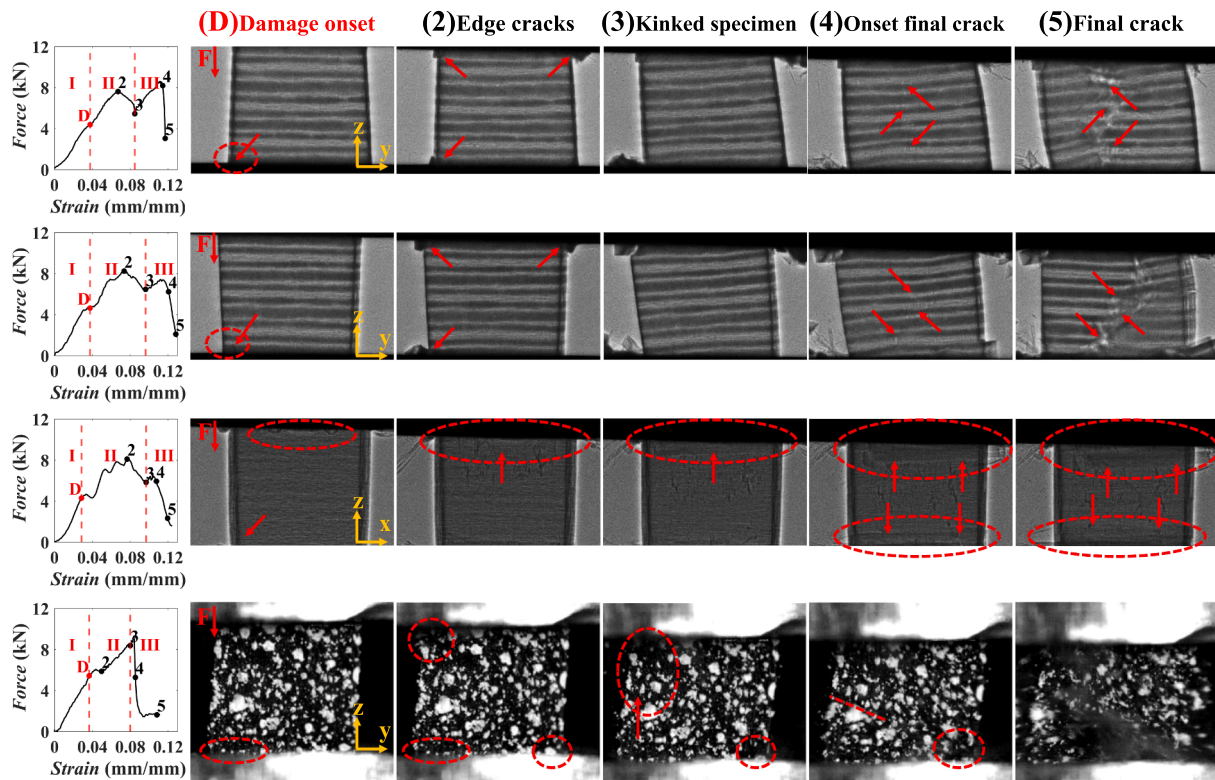 (D)Damage onset
(2)Edge cracks
(3)Kinked specimen
(4)Onset final crack
(5)Final crack
12
8
4
0
Force (kN)
I
II
III
D
2
3
4
5
0
0.04
0.08
0.12
Strain (mm/mm)
F
z
y
12
8
4
0
Force (kN)
I
II
III
D
2
3
4
5
0
0.04
0.08
0.12
Strain (mm/mm)
F
z
y
12
8
4
0
Force (kN)
I
II
III
D
2
3
4
5
0
0.04
0.08
0.12
Strain (mm/mm)
F
z
x
12
8
4
0
Force (kN)
I
II
III
D
2
3
4
5
0
0.04
0.08
0.12
Strain (mm/mm)
F
z
y